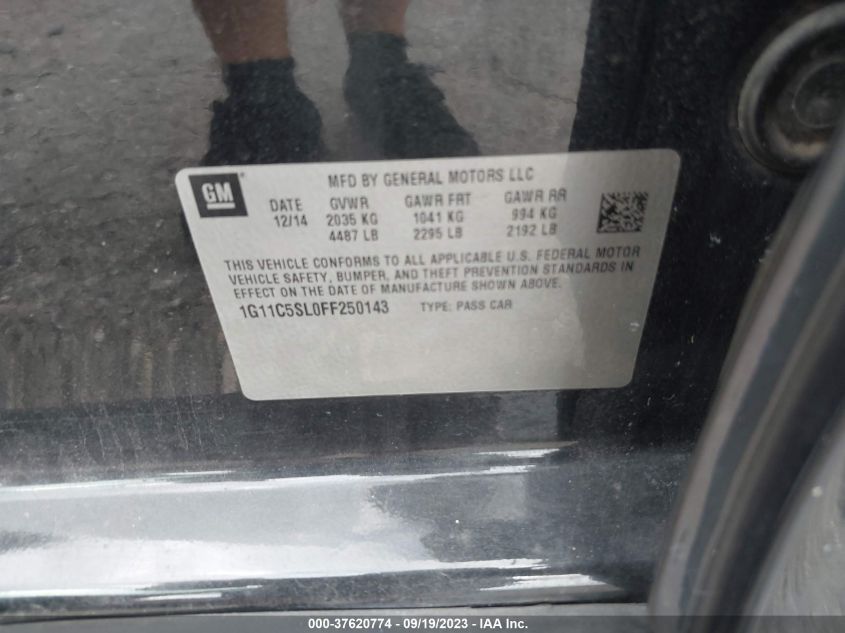 GM
MFD BY GENERAL MOTORS LLC
DATE GVWR GAWR FRT GAWR RR
12/14 2035 KG 1041 KG 994 KG
4487 LB 2295 LB 2192 LB
THIS VEHICLE CONFORMS TO ALL APPLICABLE U.S. FEDERAL MOTOR
VEHICLE SAFETY, BUMPER, AND THEFT PREVENTION STANDARDS IN
EFFECT ON THE DATE OF MANUFACTURE SHOWN ABOVE.
1G11C5SL0FF250143 TYPE: PASS CAR
000-37620774 - 09/19/2023 - IAA Inc.